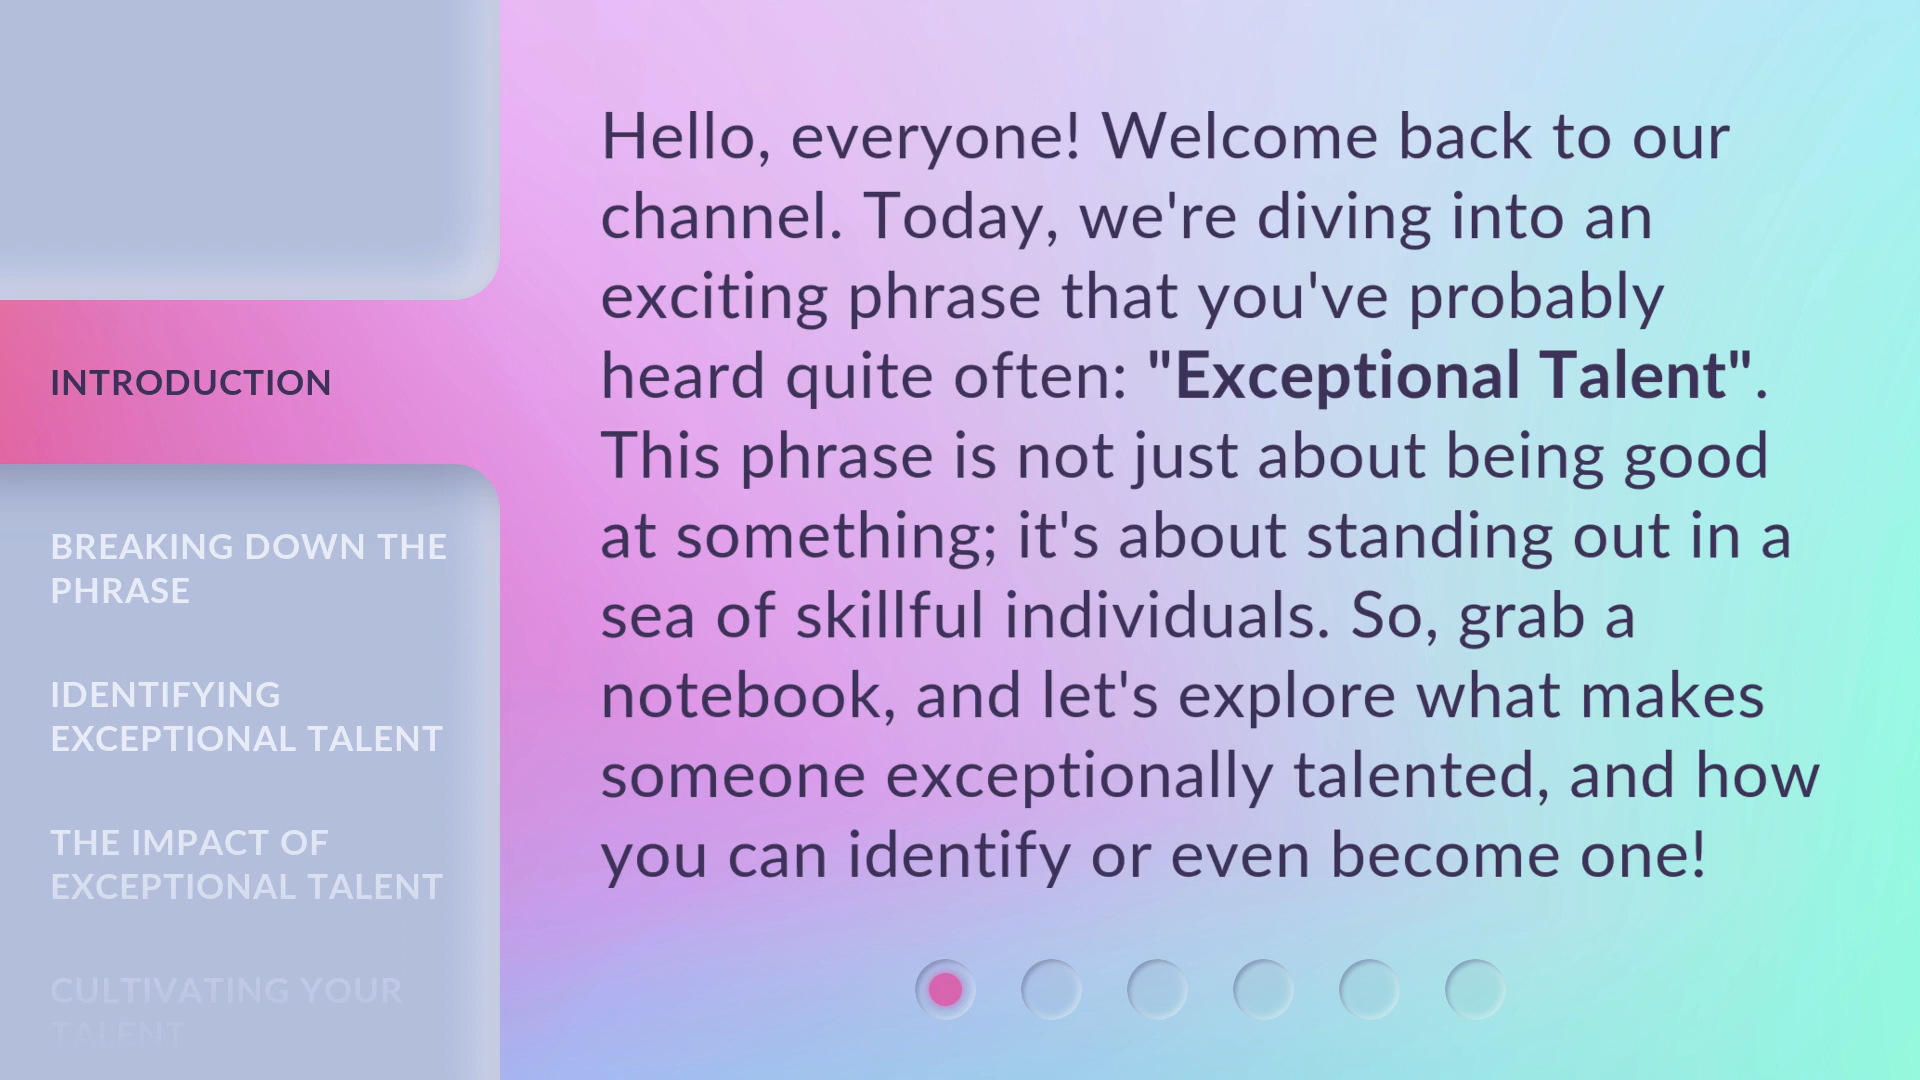 INTRODUCTION
BREAKING DOWN THE
PHRASE
IDENTIFYING
EXCEPTIONAL TALENT
THE IMPACT OF
EXCEPTIONAL TALENT
CULTIVATING YOUR
TALENT
Hello, everyone! Welcome back to our
channel. Today, we're diving into an
exciting phrase that you've probably
heard quite often: "Exceptional Talent".
This phrase is not just about being good
at something; it's about standing out in a
sea of skillful individuals. So, grab a
notebook, and let's explore what makes
someone exceptionally talented, and how
you can identify or even become one!